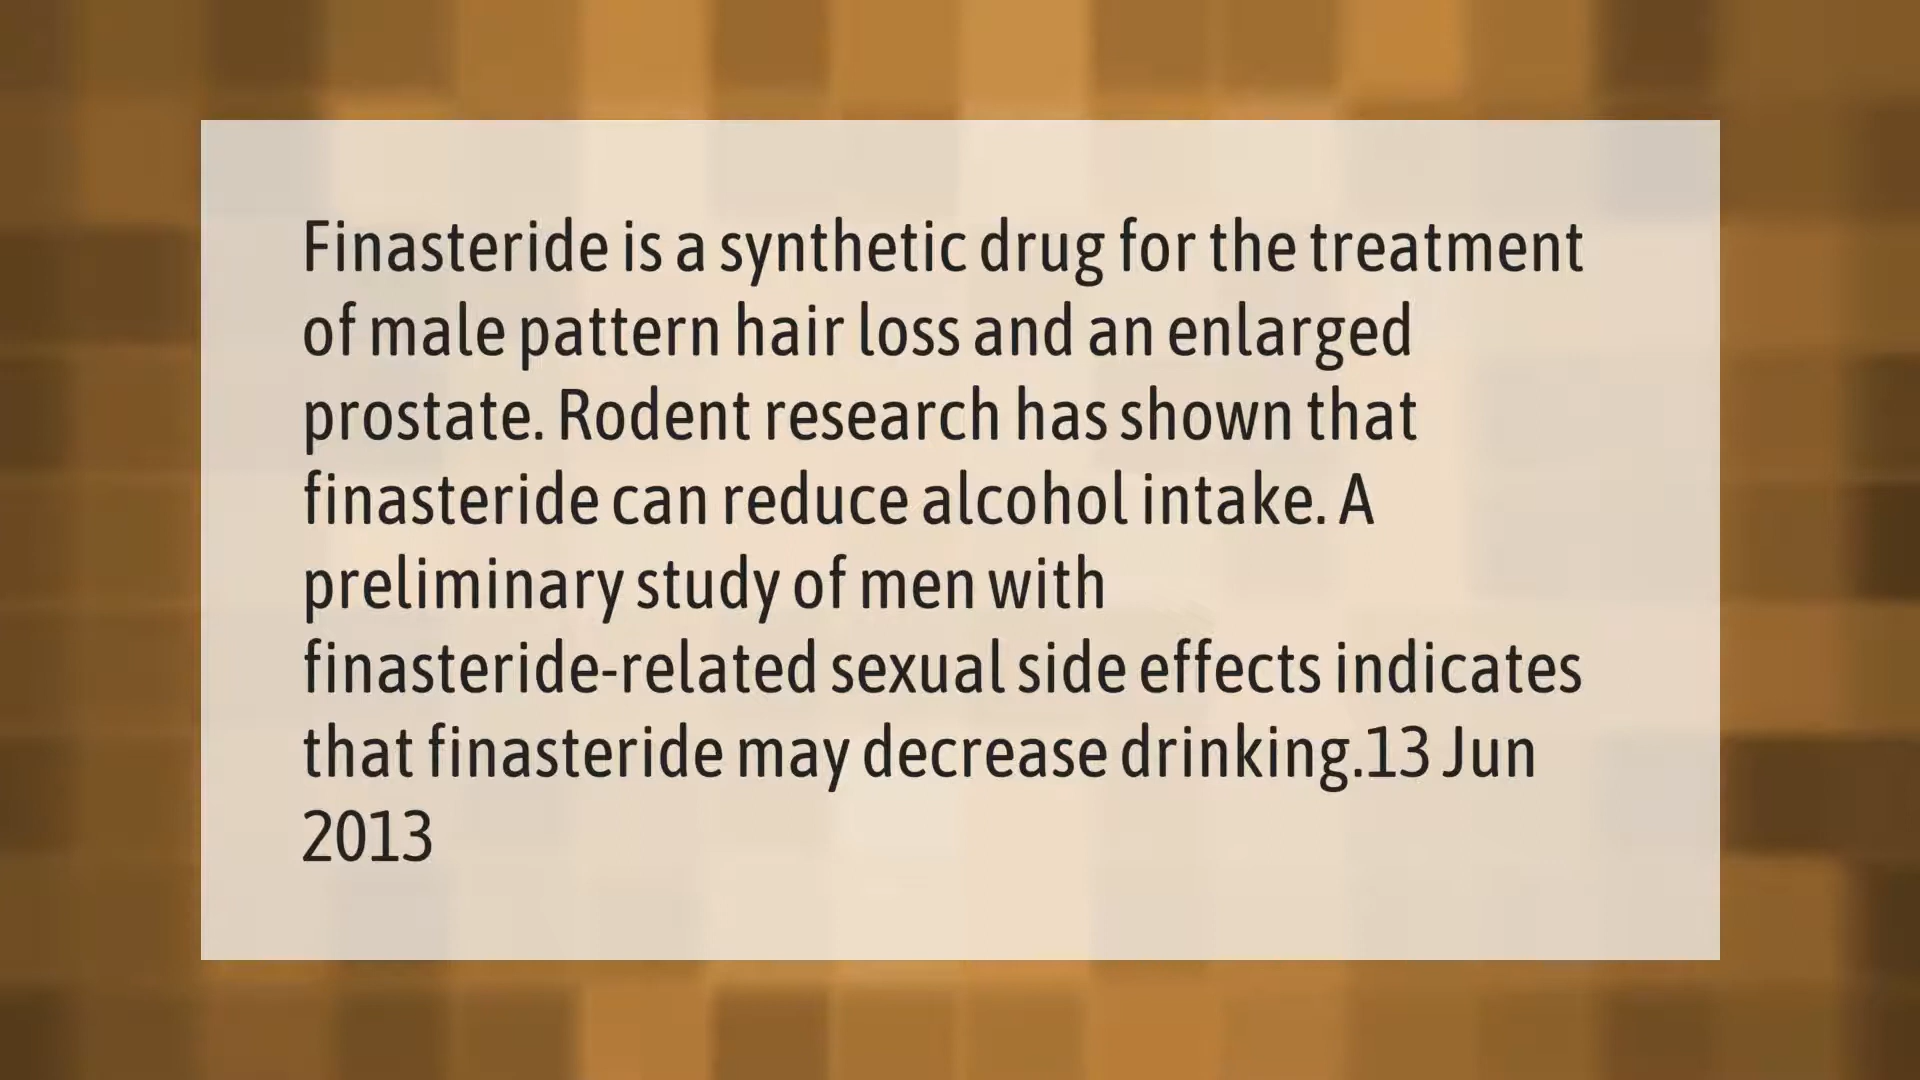 Finasteride is a synthetic drug for the treatment
of male pattern hair loss and an enlarged
prostate. Rodent research has shown that
finasteride can reduce alcohol intake. A
preliminary study of men with
finasteride-related sexual side effects indicates
that finasteride may decrease drinking.13 Jun
2013